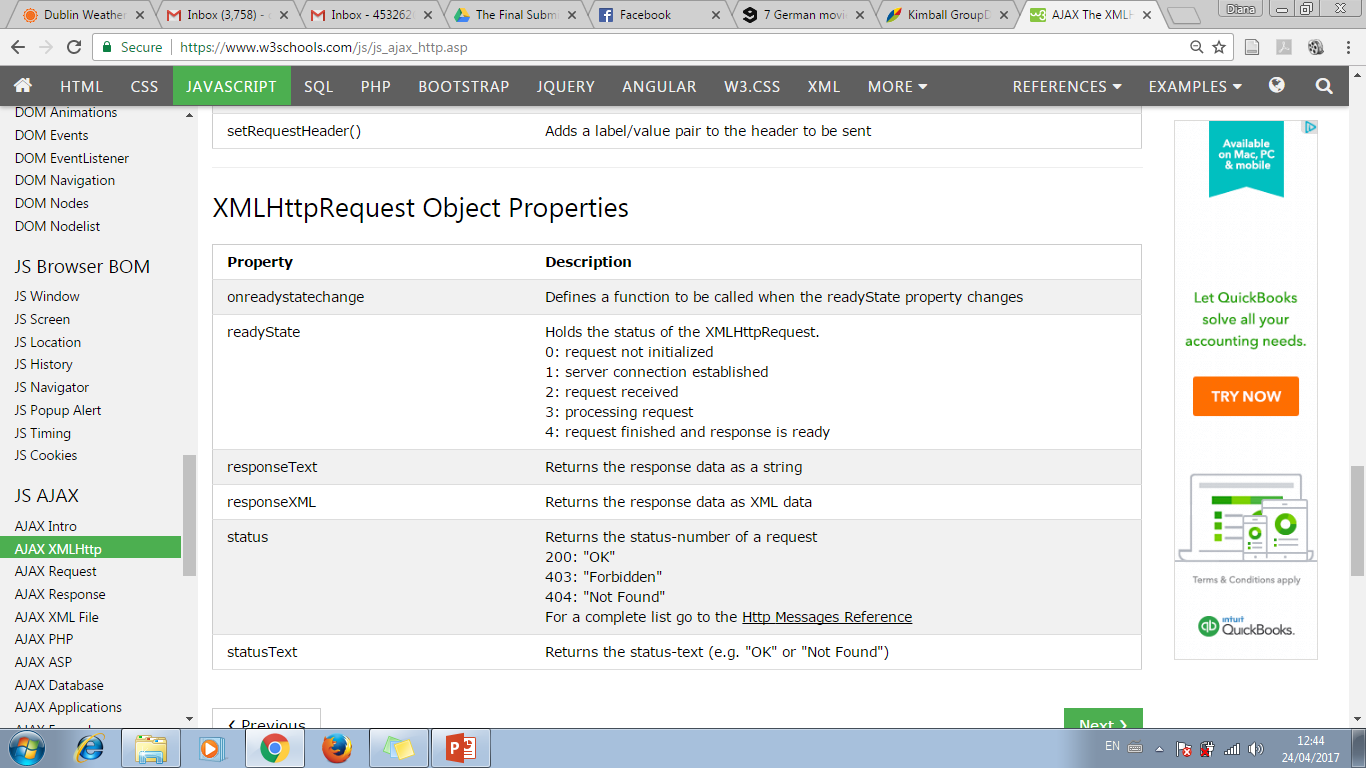 Dublin Weather
Inbox (3,758) -
Inbox - 453262
The Final Subm
Facebook
7 German movi
Kimball GroupD
AJAX The XMLH
Diana
Secure
https://www.w3schools.com/js/js_ajax_http.asp
HTML CSS JAVASCRIPT SQL PHP BOOTSTRAP JQUERY ANGULAR W3.CSS XML MORE REFERENCES EXAMPLES
DOM Animations
DOM Events
DOM EventListener
DOM Navigation
DOM Nodes
DOM Nodelist
JS Browser BOM
JS Window
JS Screen
JS Location
JS History
JS Navigator
JS Popup Alert
JS Timing
JS Cookies
JS AJAX
AJAX Intro
AJAX XMLHttp
AJAX Request
AJAX Response
AJAX XML File
AJAX PHP
AJAX ASP
AJAX Database
AJAX Applications
setRequestHeader() Adds a label/value pair to the header to be sent
XMLHttpRequest Object Properties
Property Description
onreadystatechange Defines a function to be called when the readyState property changes
readyState Holds the status of the XMLHttpRequest.
0: request not initialized
1: server connection established
2: request received
3: processing request
4: request finished and response is ready
responseText Returns the response data as a string
responseXML Returns the response data as XML data
status Returns the status-number of a request
200: "OK"
403: "Forbidden"
404: "Not Found"
For a complete list go to the Http Messages Reference
statusText Returns the status-text (e.g. "OK" or "Not Found")
❮ Previous
Next ❯
Available
on Mac, PC
& mobile
Let QuickBooks
solve all your
accounting needs.
TRY NOW
Terms & Conditions apply
qb intuit
QuickBooks.
EN
12:44
24/04/2017